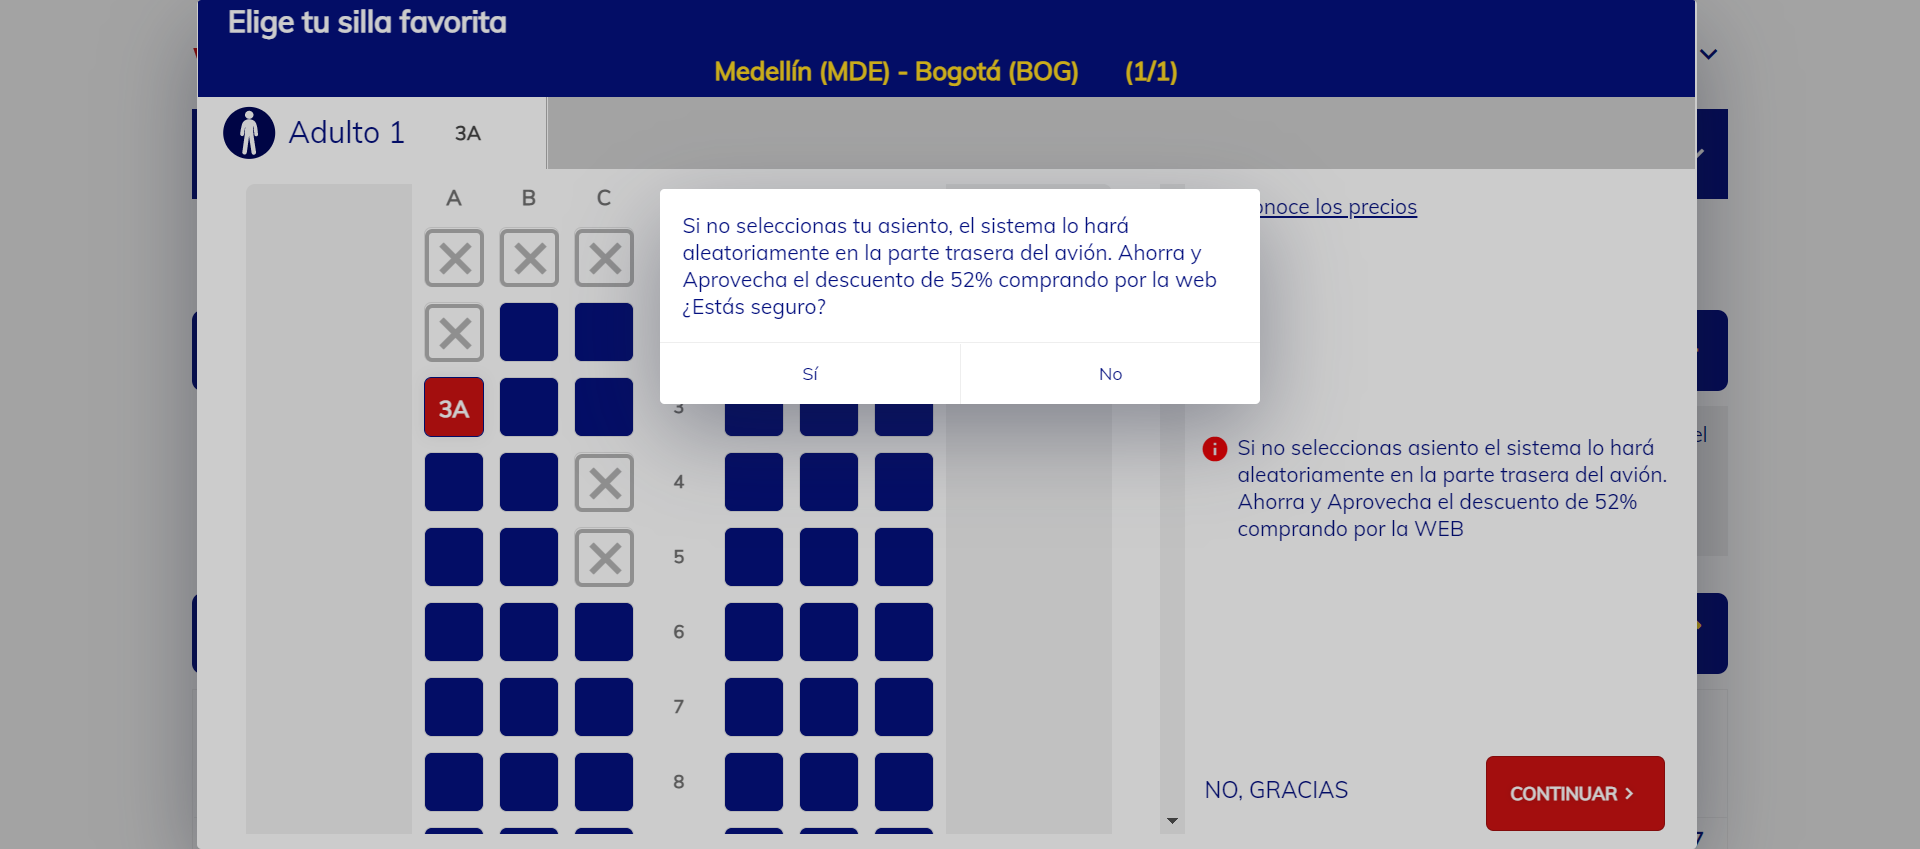 Elige tu silla favorita
Medellín (MDE) - Bogotá (BOG) (1/1)
Adulto 1 3A
A B C
Si no seleccionas tu asiento, el sistema lo hará
aleatoriamente en la parte trasera del avión. Ahorra y
Aprovecha el descuento de 52% comprando por la web
¿Estás seguro?
Sí No
los precios
3A
3
4
5
6
7
8
Si no seleccionas asiento el sistema lo hará
aleatoriamente en la parte trasera del avión.
Ahorra y Aprovecha el descuento de 52%
comprando por la WEB
NO, GRACIAS
CONTINUAR >